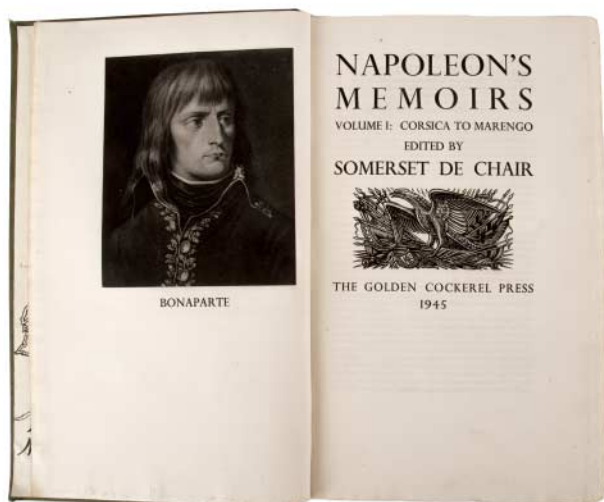 BONAPARTE
NAPOLEON'S
MEMOIRS
VOLUME I: CORSICA TO MARENGO
EDITED BY
SOMERSET DE CHAIR
THE GOLDEN COCKEREL PRESS
1945